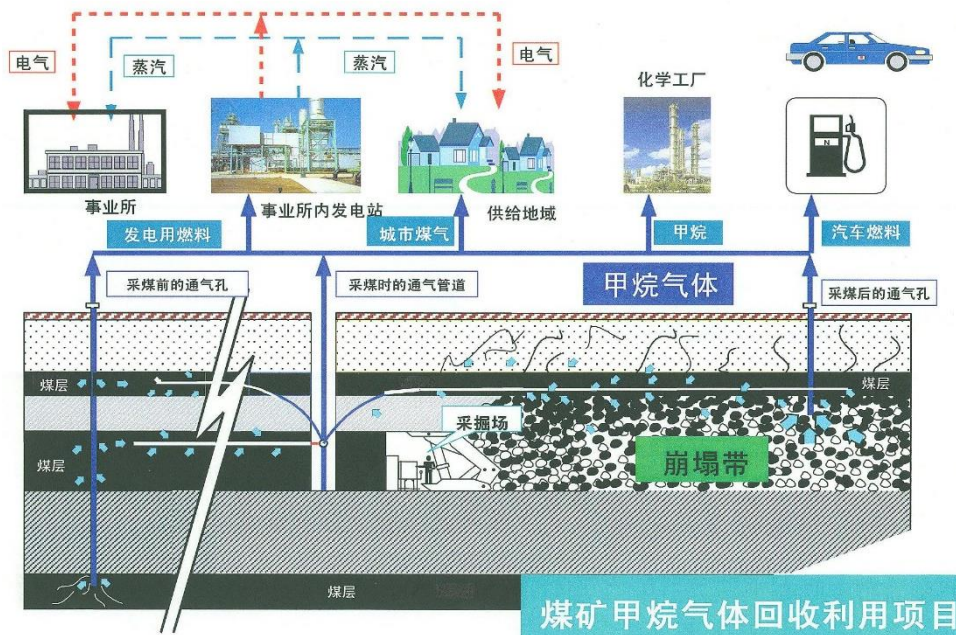 电气
蒸汽
蒸汽
电气
化学工厂
N
事业所
事业所内发电站
供给地域
发电用燃料
城市煤气
甲烷
汽车燃料
采煤前的通气孔
采煤时的通气管道
甲烷气体
采煤后的通气孔
煤层
煤层
采掘场
煤层
崩塌带
煤层
煤矿甲烷气体回收利用项目